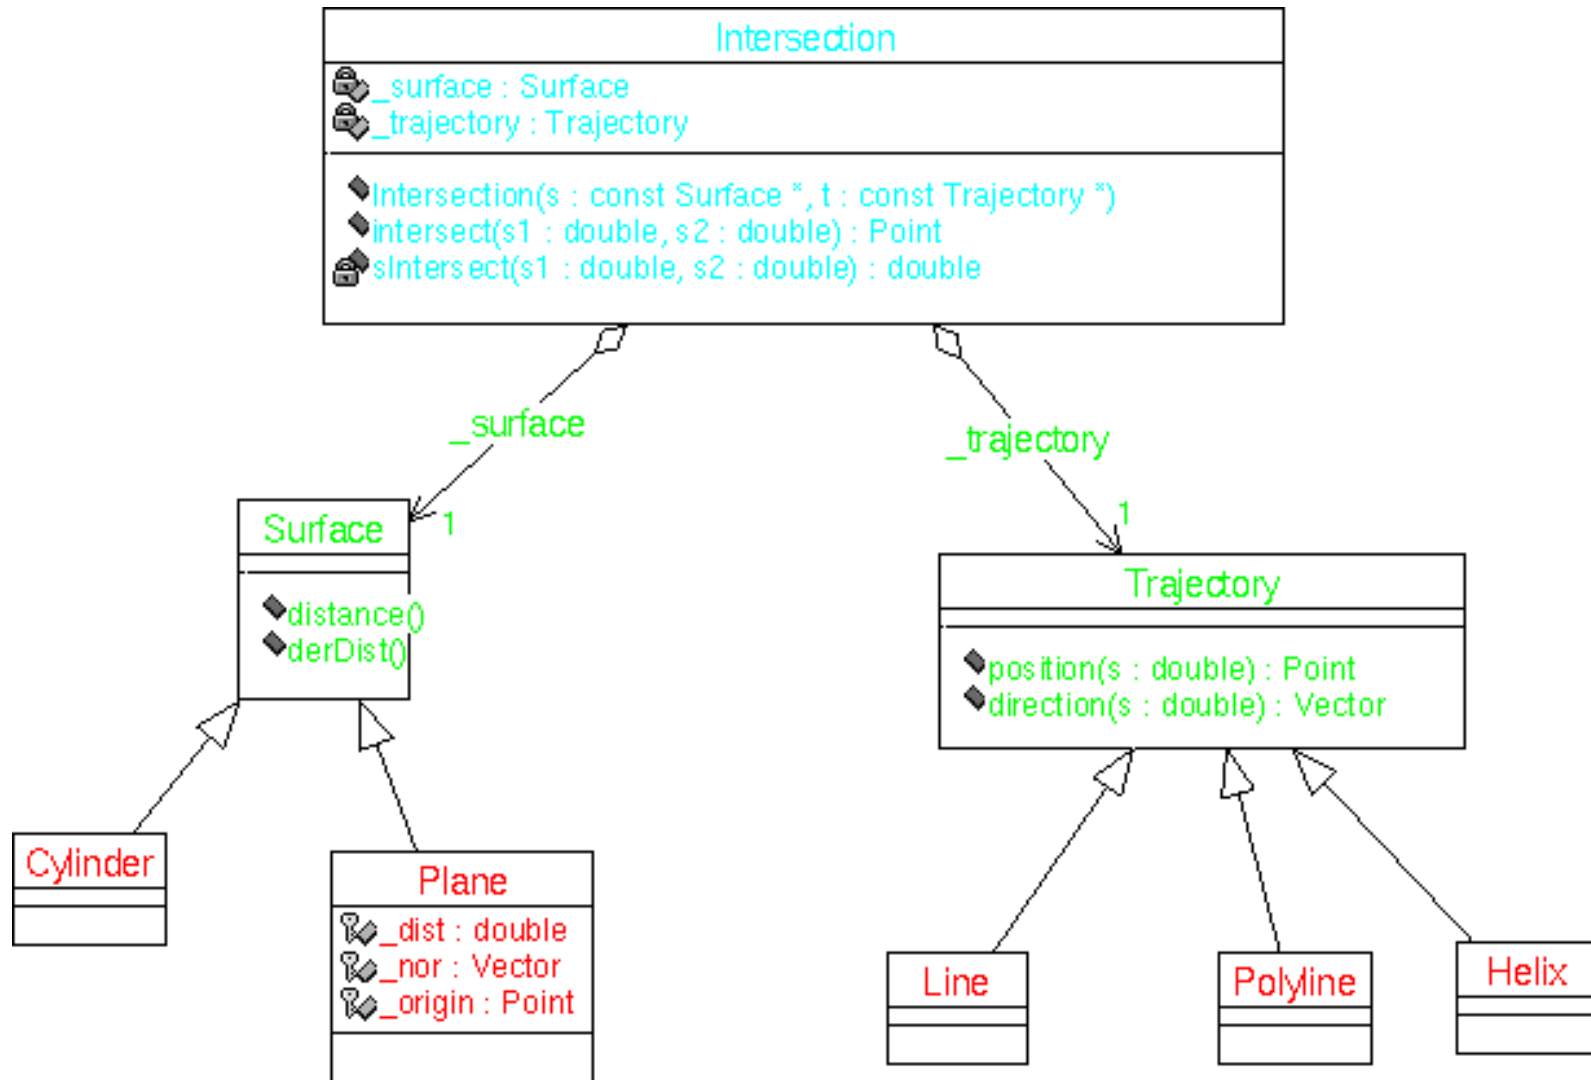 Intersection
_surface : Surface
_trajectory : Trajectory
Intersection(s : const Surface *, t : const Trajectory *)
intersect(s1 : double, s2 : double) : Point
sIntersect(s1 : double, s2 : double) : double
_surface
_trajectory
1
1
Surface
distance()
derDist()
Trajectory
position(s : double) : Point
direction(s : double) : Vector
Cylinder
Plane
_dist : double
_nor : Vector
_origin : Point
Line
Polyline
Helix